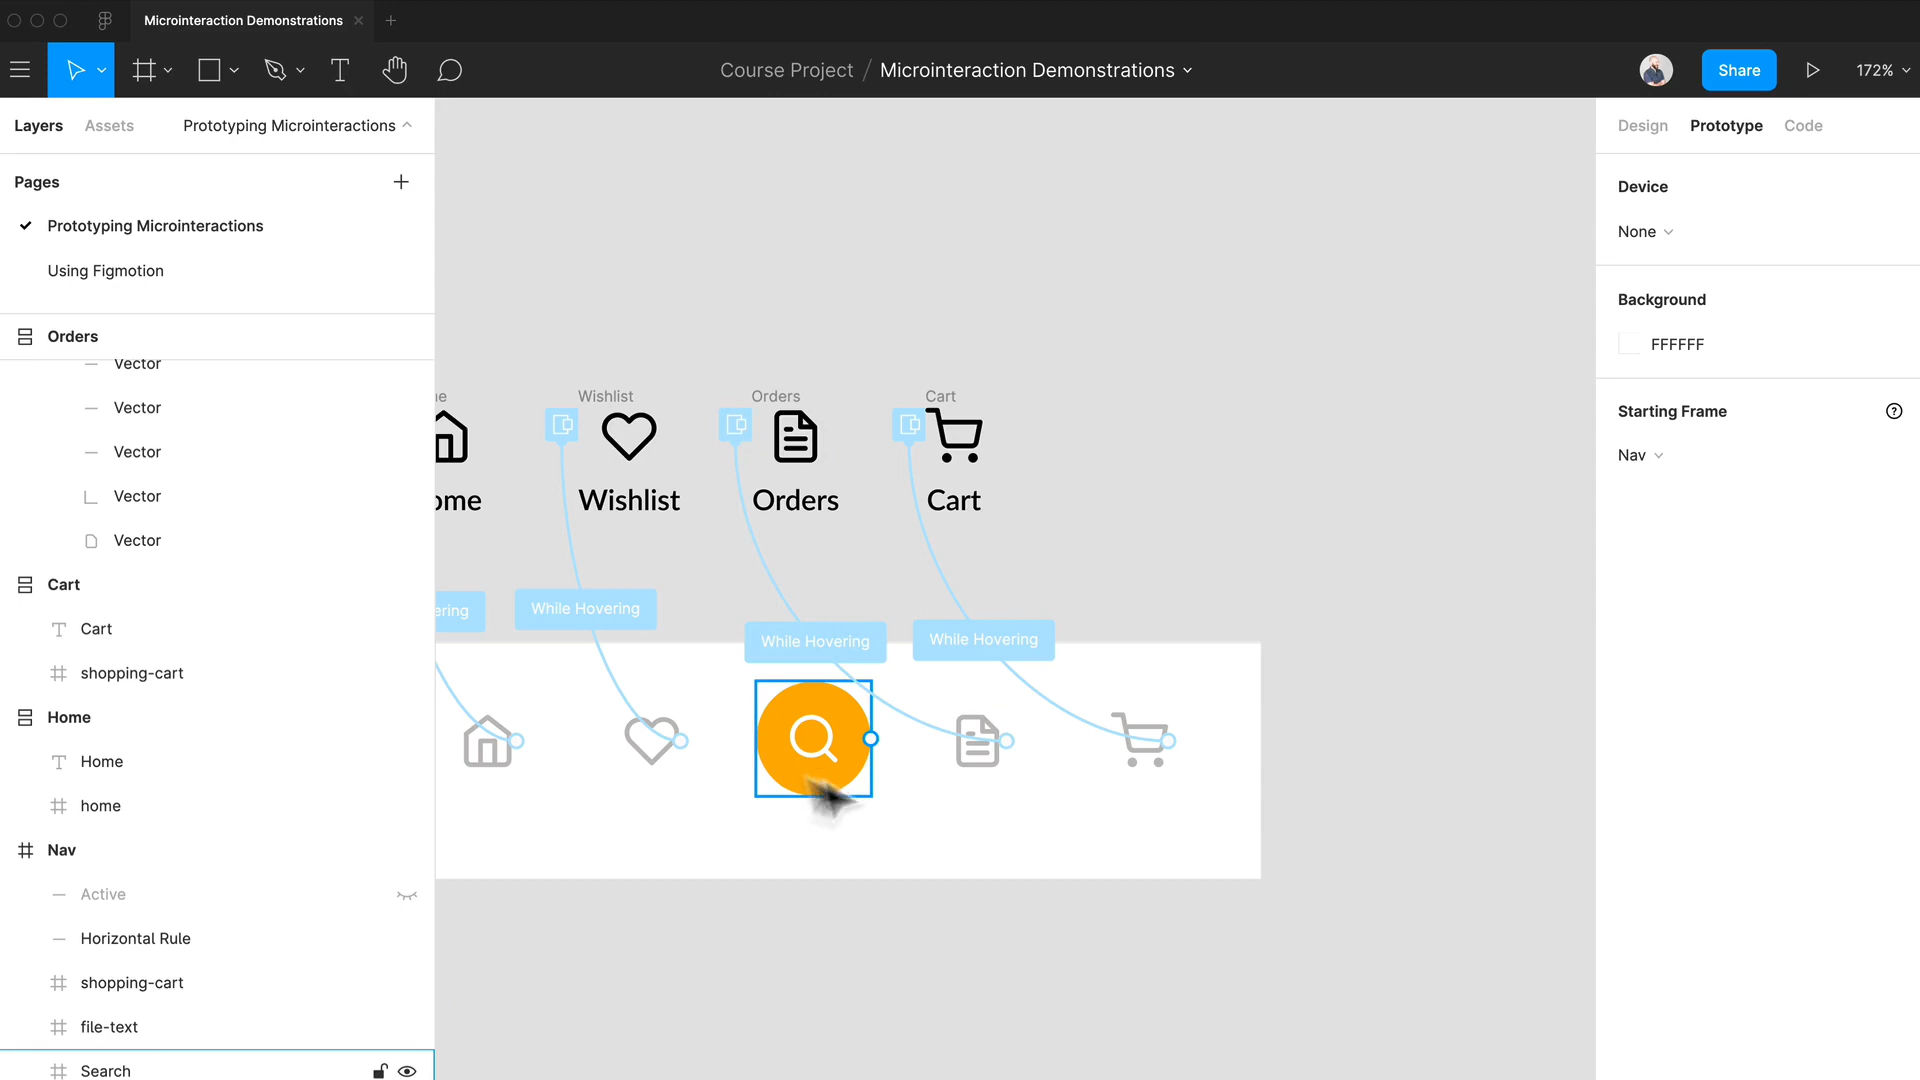 Microinteraction Demonstrations
Course Project / Microinteraction Demonstrations
Share
172%
Layers
Assets
Prototyping Microinteractions
Design
Prototype
Code
Pages
Prototyping Microinteractions
Using Figmotion
Orders
Vector
Vector
Vector
Vector
Vector
Cart
Cart
shopping-cart
Home
Home
home
Nav
Active
Horizontal Rule
shopping-cart
file-text
Search
me
Wishlist
Orders
Cart
ome
Wishlist
Orders
Cart
ering
While Hovering
While Hovering
While Hovering
Device
None
Background
FFFFFF
Starting Frame
?
Nav